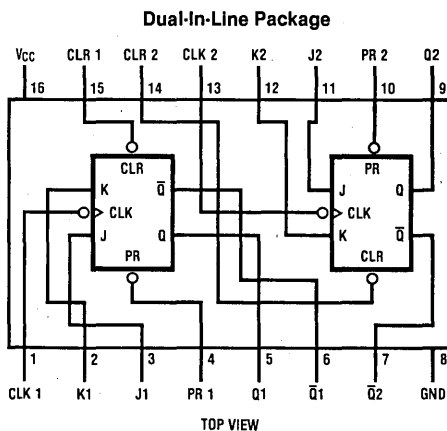 Dual-In-Line Package
VCC CLR 1 CLR 2 CLK 2 K2 J2 PR 2 Q2
16 15 14 13 12 11 10 9
CLR PR
K Q̅ J Q
CLK CLK
J Q K Q̅
PR CLR
1 2 3 4 5 6 7 8
CLK 1 K1 J1 PR 1 Q1 Q̅1 Q̅2 GND
TOP VIEW